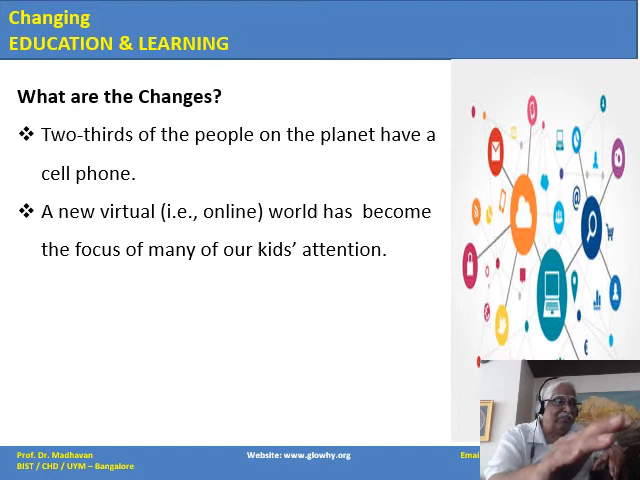 Changing
EDUCATION & LEARNING
What are the Changes?
❖ Two-thirds of the people on the planet have a
cell phone.
❖ A new virtual (i.e., online) world has become
the focus of many of our kids’ attention.
Prof. Dr. Madhavan
BIST / CHD / UYM – Bangalore
Website: www.glowhy.org
Emai